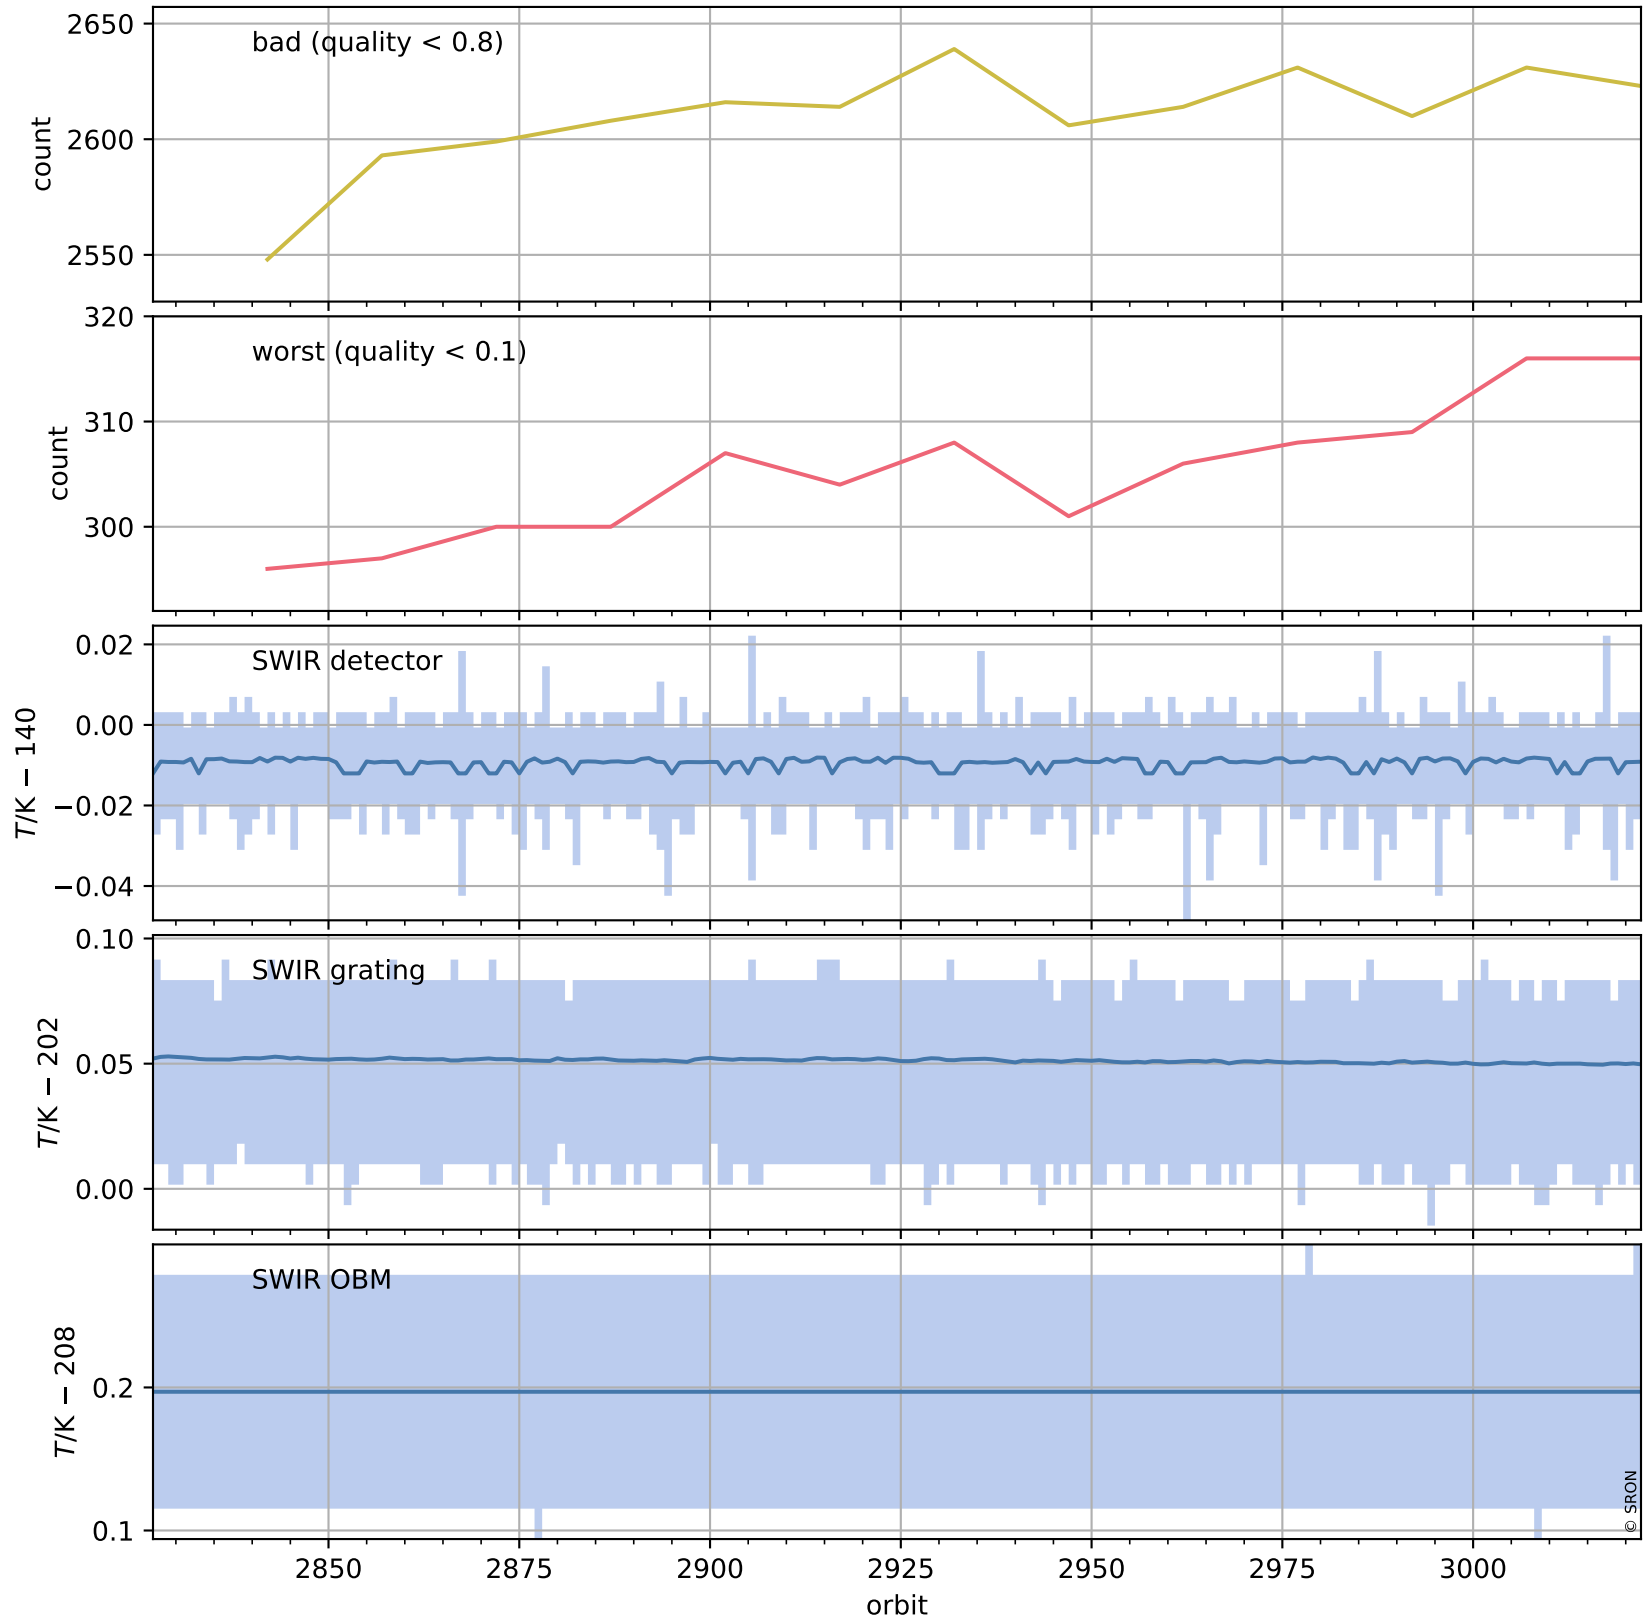 2650
bad (quality < 0.8)
2600
2550
count
320
worst (quality < 0.1)
310
300
count
0.02
SWIR detector
0.00
−0.02
−0.04
T/K − 140
0.10
SWIR grating
0.05
0.00
T/K − 202
SWIR OBM
0.2
0.1
T/K − 208
© SRON
2850 2875 2900 2925 2950 2975 3000
orbit